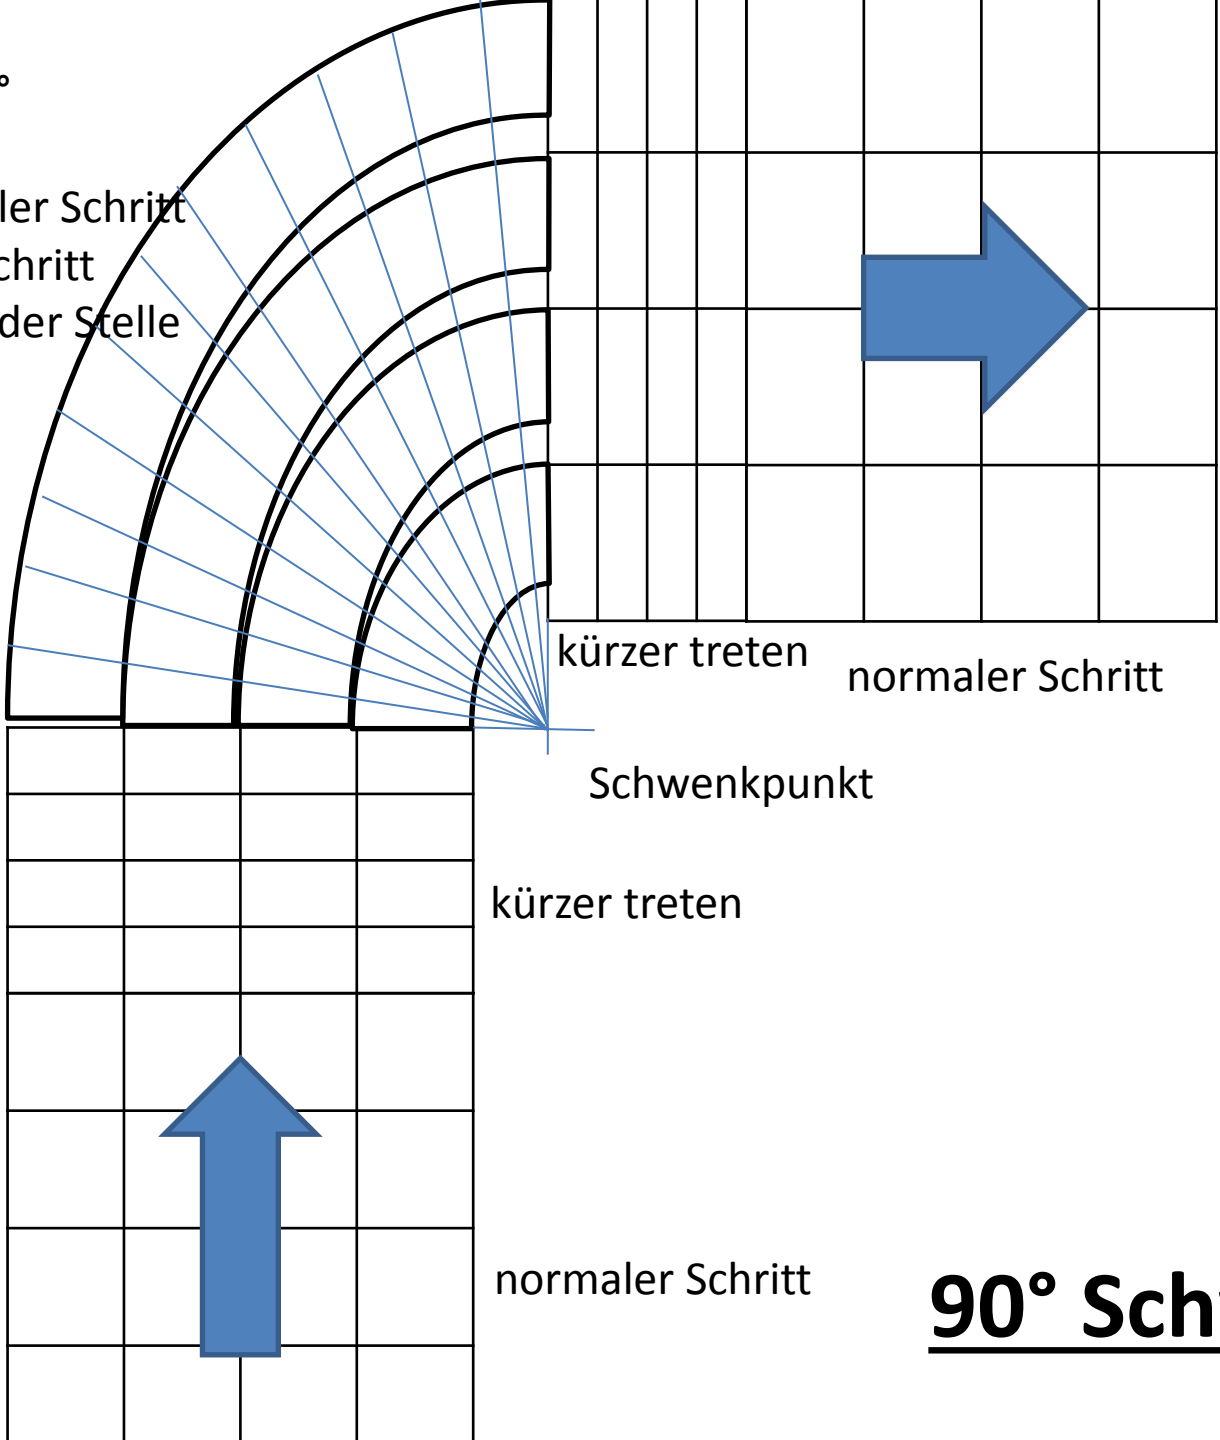 °
ler Schritt
chritt
der Stelle
kürzer treten
normaler Schritt
Schwenkpunkt
kürzer treten
normaler Schritt
90° Sch